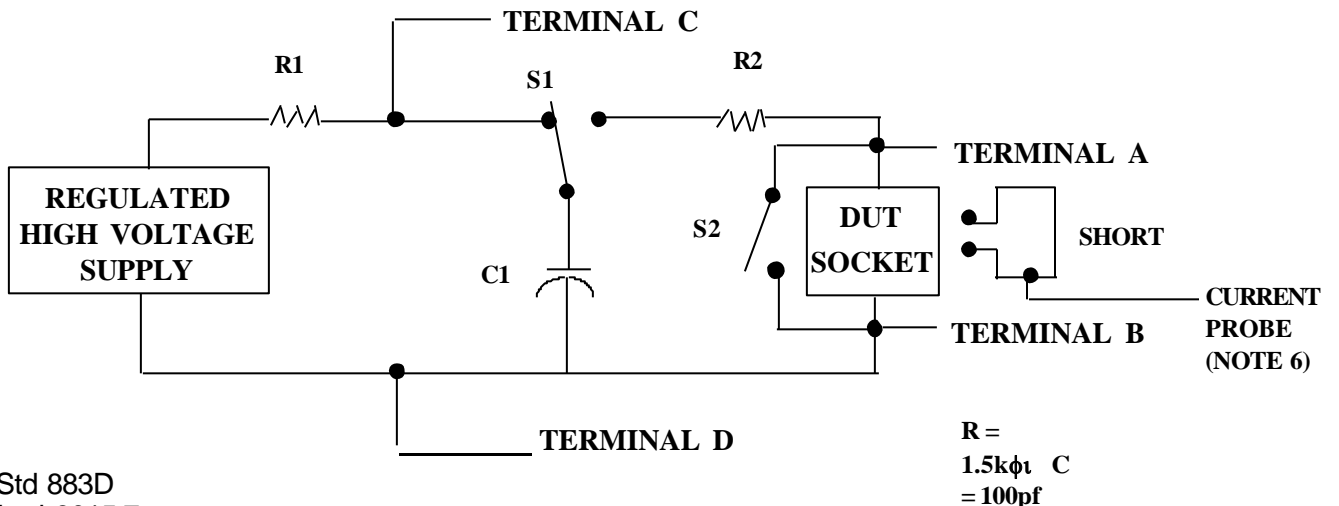 TERMINAL C
R1
S1
R2
TERMINAL A
REGULATED
HIGH VOLTAGE
SUPPLY
C1
S2
DUT
SOCKET
SHORT
CURRENT
PROBE
(NOTE 6)
TERMINAL B
TERMINAL D
R =
1.5kϕι C
= 100pf
Std 883D